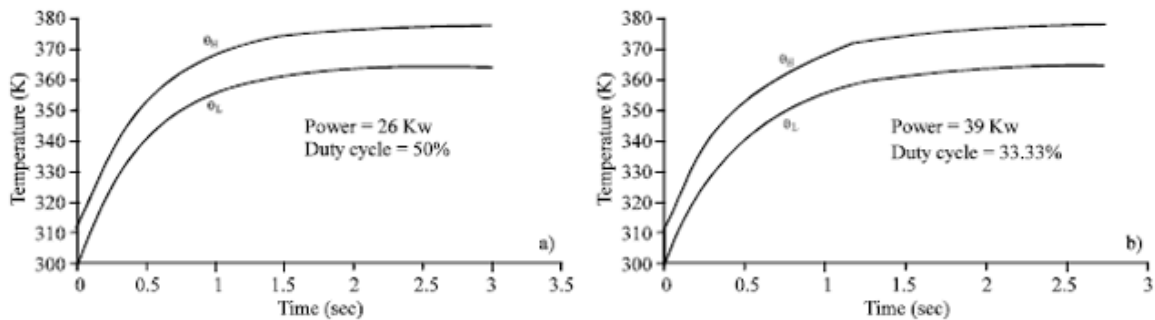 380
370
360
350
340
330
320
310
300
Temperature (K)
θH
θL
Power = 26 Kw
Duty cycle = 50%
a)
0 0.5 1 1.5 2 2.5 3 3.5
Time (sec)
380
370
360
350
340
330
320
310
300
Temperature (K)
θH
θL
Power = 39 Kw
Duty cycle = 33.33%
b)
0 0.5 1 1.5 2 2.5 3
Time (sec)